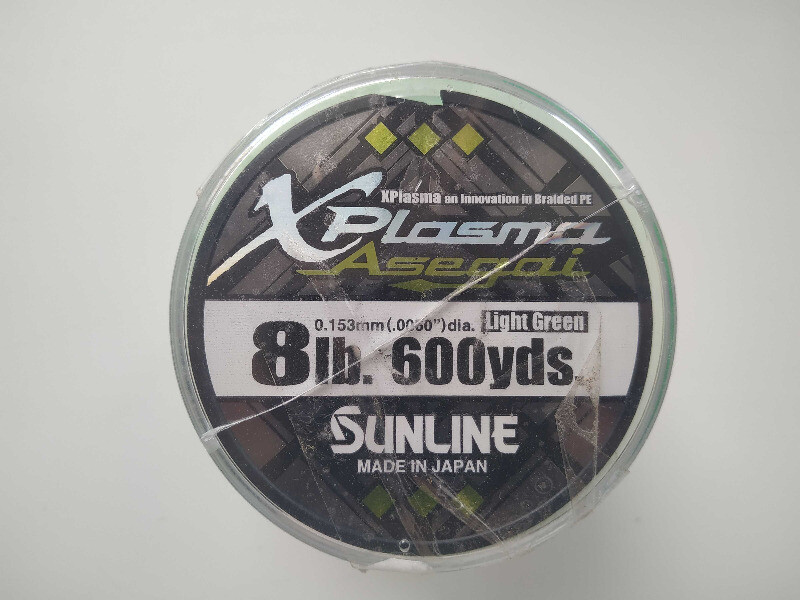 XPlasma an Innovation in Braided PE
XPlasma
Asegai
0.153mm(.0060")dia. Light Green
8lb. 600yds.
SUNLINE
MADE IN JAPAN